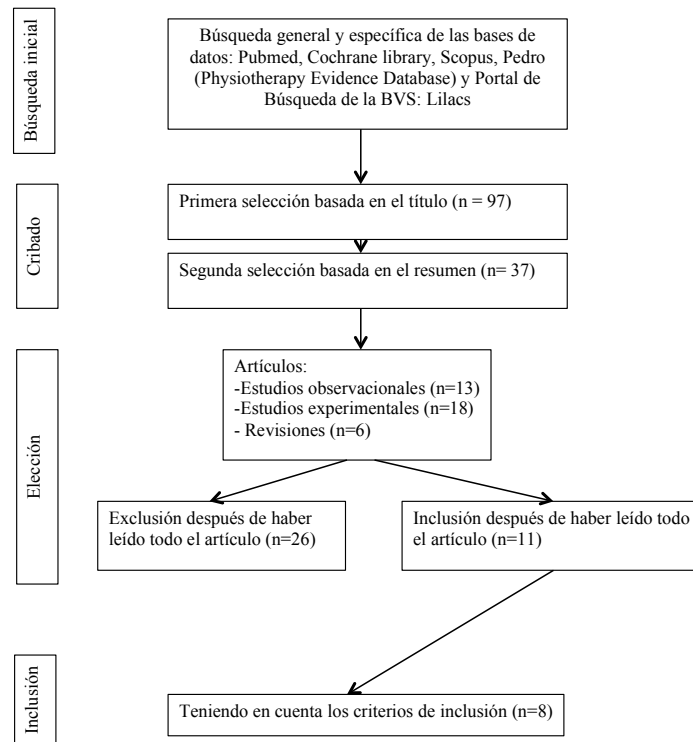 Búsqueda inicial
Búsqueda general y específica de las bases de
datos: Pubmed, Cochrane library, Scopus, Pedro
(Physiotherapy Evidence Database) y Portal de
Búsqueda de la BVS: Lilacs
Cribado
Primera selección basada en el título (n = 97)
Segunda selección basada en el resumen (n= 37)
Elección
Artículos:
-Estudios observacionales (n=13)
-Estudios experimentales (n=18)
- Revisiones (n=6)
Exclusión después de haber
leído todo el artículo (n=26)
Inclusión después de haber leído todo
el artículo (n=11)
Inclusión
Teniendo en cuenta los criterios de inclusión (n=8)